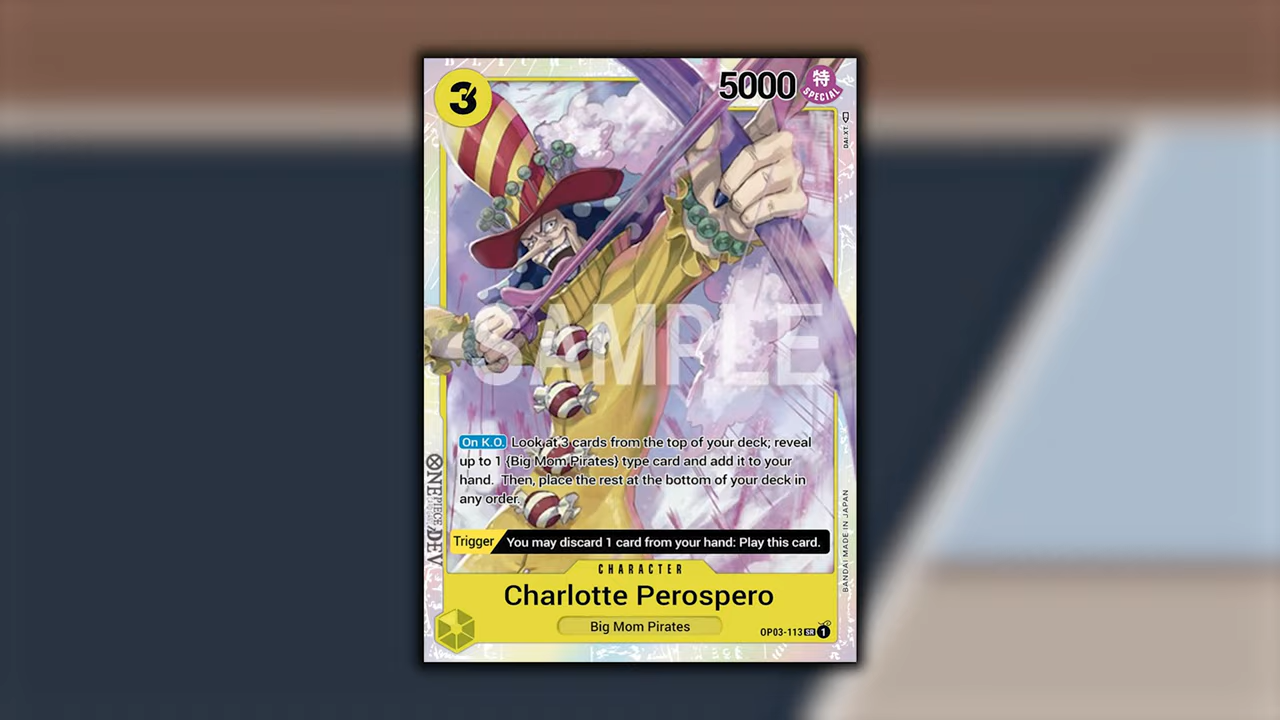 3
5000
特
SPECIAL
DAI.XT.
SAMPLE
On K.O. Look at 3 cards from the top of your deck; reveal
up to 1 {Big Mom Pirates} type card and add it to your
hand. Then, place the rest at the bottom of your deck in
any order.
ONE PIECE
DEV
Trigger You may discard 1 card from your hand: Play this card.
BANDAI MADE IN JAPAN
CHARACTER
Charlotte Perospero
Big Mom Pirates
OP03-113 SR 1